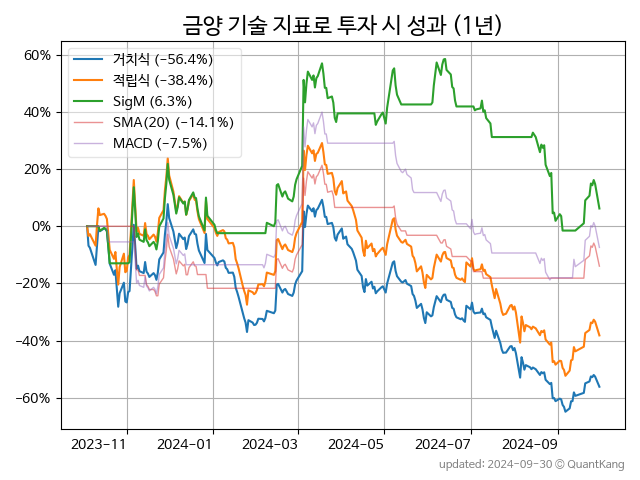 금양 기술 지표로 투자 시 성과 (1년)
60%
40%
20%
0%
−20%
−40%
−60%
거치식 (−56.4%)
적립식 (−38.4%)
SigM (6.3%)
SMA(20) (−14.1%)
MACD (−7.5%)
2023-11
2024-01
2024-03
2024-05
2024-07
2024-09
updated: 2024-09-30 © QuantKang